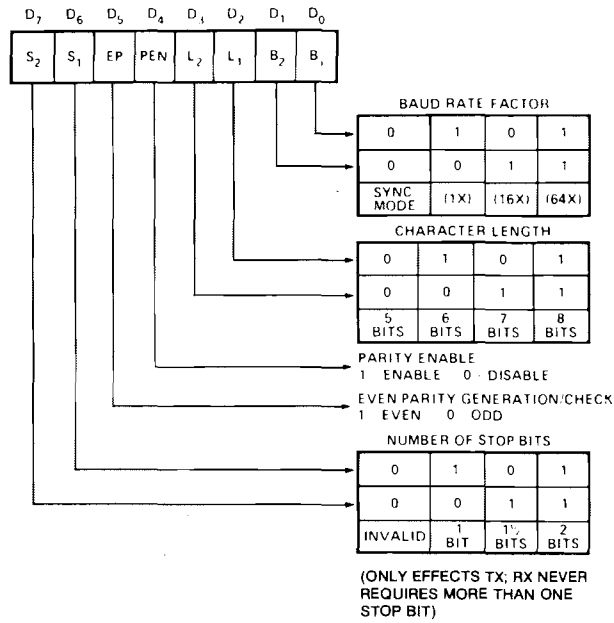 D7 D6 D5 D4 D3 D2 D1 D0
S2 S1 EP PEN L2 L1 B2 B1
BAUD RATE FACTOR
0 1 0 1
0 0 1 1
SYNC MODE (1X) (16X) (64X)
CHARACTER LENGTH
0 1 0 1
0 0 1 1
5 BITS 6 BITS 7 BITS 8 BITS
PARITY ENABLE
1 ENABLE 0 DISABLE
EVEN PARITY GENERATION/CHECK
1 EVEN 0 ODD
NUMBER OF STOP BITS
0 1 0 1
0 0 1 1
INVALID 1 BIT 1½ BITS 2 BITS
(ONLY EFFECTS TX; RX NEVER
REQUIRES MORE THAN ONE
STOP BIT)